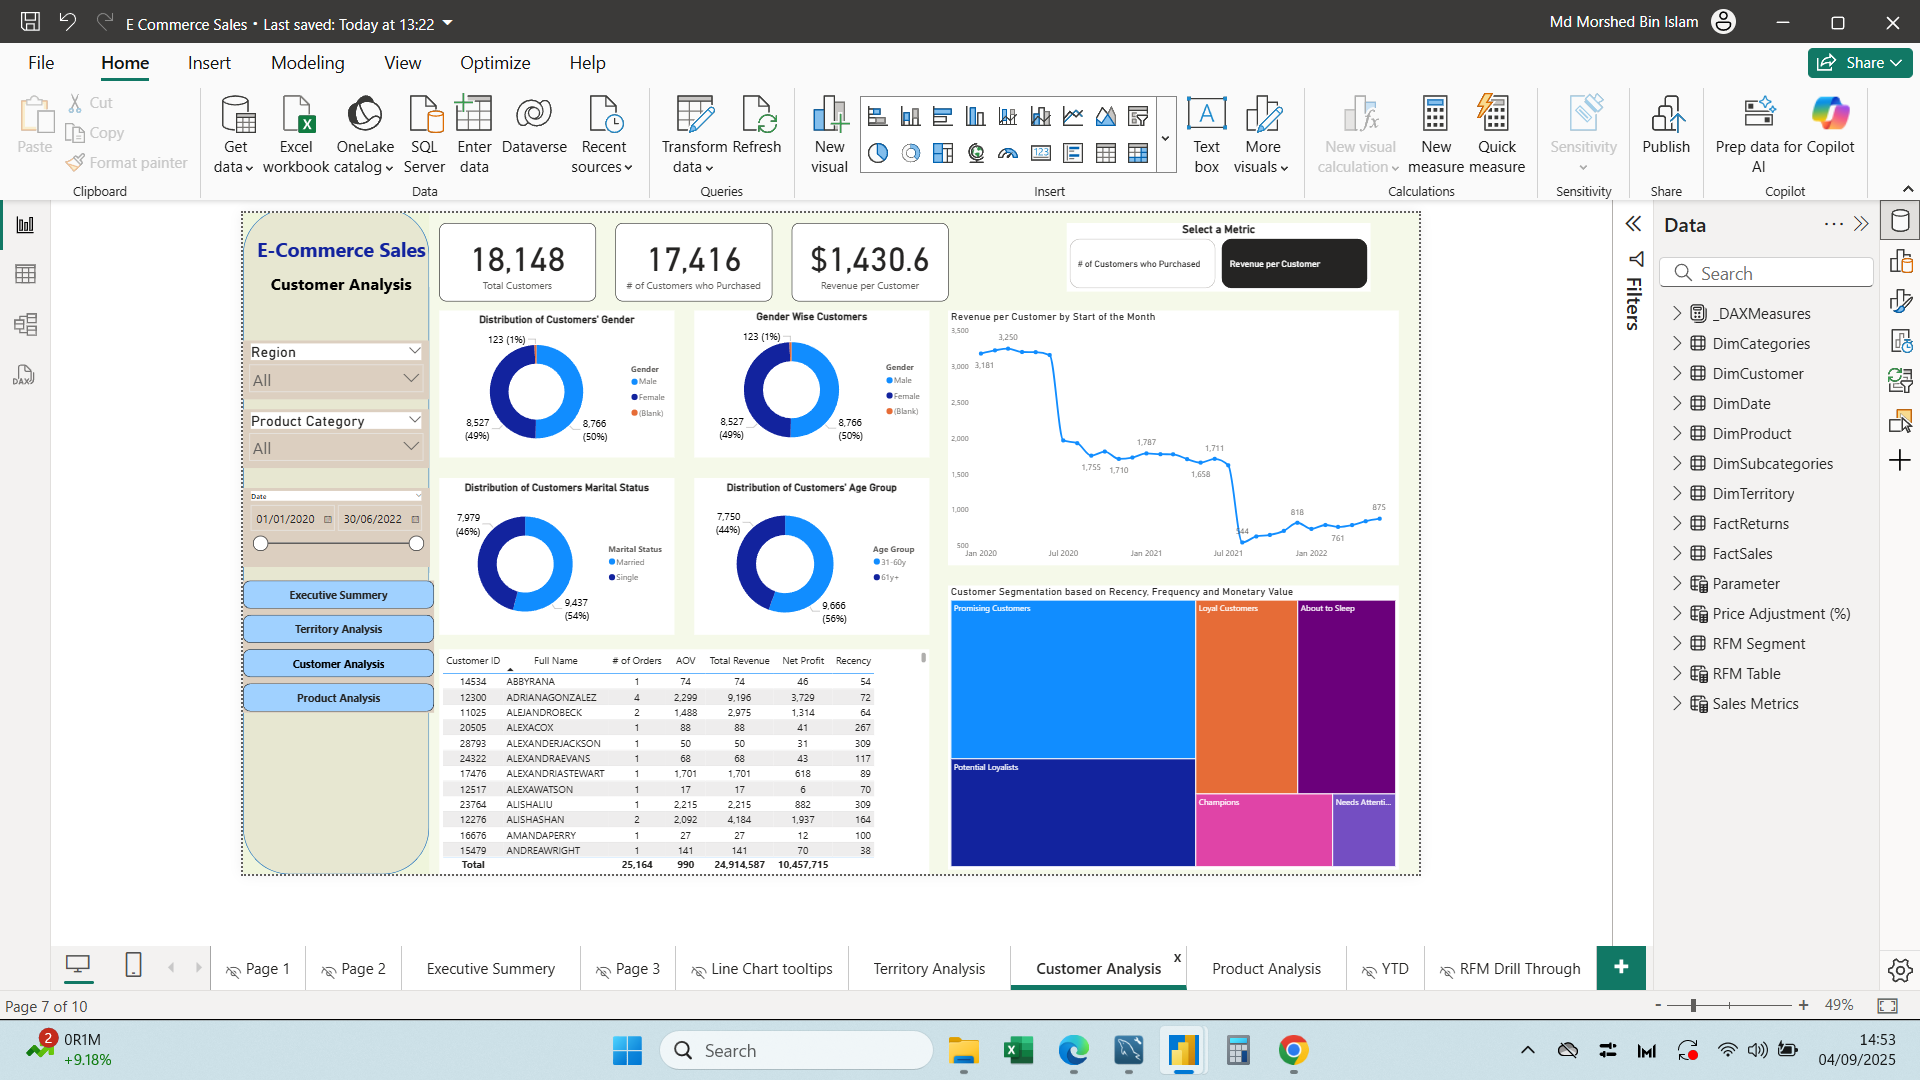 E Commerce Sales • Last saved: Today at 13:22
Md Morshed Bin Islam
File Home Insert Modeling View Optimize Help
Share
Paste
Cut
Copy
Format painter
Clipboard
Get data
Excel workbook
OneLake catalog
SQL Server
Enter data
Dataverse
Recent sources
Data
Transform data
Refresh
Queries
New visual
Text box
More visuals
Insert
New visual calculation
New measure
Quick measure
Calculations
Sensitivity
Sensitivity
Publish
Share
Prep data for AI
Copilot
Copilot
E-Commerce Sales
Customer Analysis
Region
All
Product Category
All
Date
01/01/2020 30/06/2022
Executive Summery
Territory Analysis
Customer Analysis
Product Analysis
18,148
Total Customers
17,416
# of Customers who Purchased
$1,430.6
Revenue per Customer
Select a Metric
# of Customers who Purchased
Revenue per Customer
Distribution of Customers' Gender
123 (1%)
8,527 (49%)
8,766 (50%)
Gender
Male
Female
(Blank)
Gender Wise Customers
123 (1%)
8,527 (49%)
8,766 (50%)
Gender
Male
Female
(Blank)
Distribution of Customers Marital Status
7,979 (46%)
9,437 (54%)
Marital Status
Married
Single
Distribution of Customers' Age Group
7,750 (44%)
9,666 (56%)
Age Group
31-60y
61y+
Revenue per Customer by Start of the Month
3,500
3,000
2,500
2,000
1,500
1,000
500
3,181
3,250
1,755
1,710
1,787
1,658
1,711
544
818
761
875
Jan 2020 Jul 2020 Jan 2021 Jul 2021 Jan 2022
Customer Segmentation based on Recency, Frequency and Monetary Value
Promising Customers
Loyal Customers
About to Sleep
Potential Loyalists
Champions
Needs Attenti...
Customer ID Full Name # of Orders AOV Total Revenue Net Profit Recency
14534 ABBYRANA 1 74 74 46 54
12300 ADRIANAGONZALEZ 4 2,299 9,196 3,729 72
11025 ALEJANDROBECK 2 1,488 2,975 1,314 64
20505 ALEXACOX 1 88 88 41 267
28793 ALEXANDERJACKSON 1 50 50 31 309
24322 ALEXANDRAEVANS 1 68 68 43 117
17476 ALEXANDRIASTEWART 1 1,701 1,701 618 89
12517 ALEXAWATSON 1 17 17 6 70
23764 ALISHALIU 1 2,215 2,215 882 309
12276 ALISHASHAN 2 2,092 4,184 1,937 164
16676 AMANDAPERRY 1 27 27 12 100
15479 ANDREAWRIGHT 1 141 141 70 38
Total 25,164 990 24,914,587 10,457,715
Filters
Data
Search
_DAXMeasures
DimCategories
DimCustomer
DimDate
DimProduct
DimSubcategories
DimTerritory
FactReturns
FactSales
Parameter
Price Adjustment (%)
RFM Segment
RFM Table
Sales Metrics
Page 1 Page 2 Executive Summery Page 3 Line Chart tooltips Territory Analysis Customer Analysis x Product Analysis YTD RFM Drill Through +
Page 7 of 10
- + 49%
2
0R1M
+9.18%
Search
14:53
04/09/2025